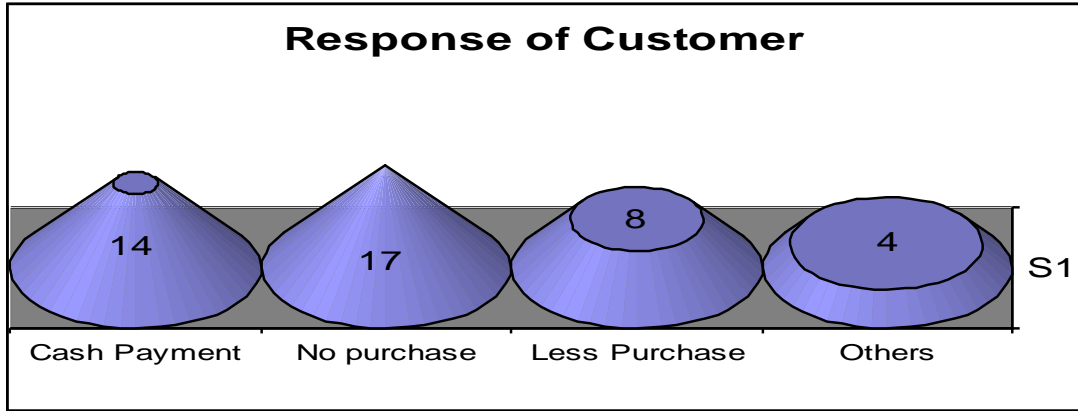 Response of Customer
14
17
8
4
S1
Cash Payment
No purchase
Less Purchase
Others